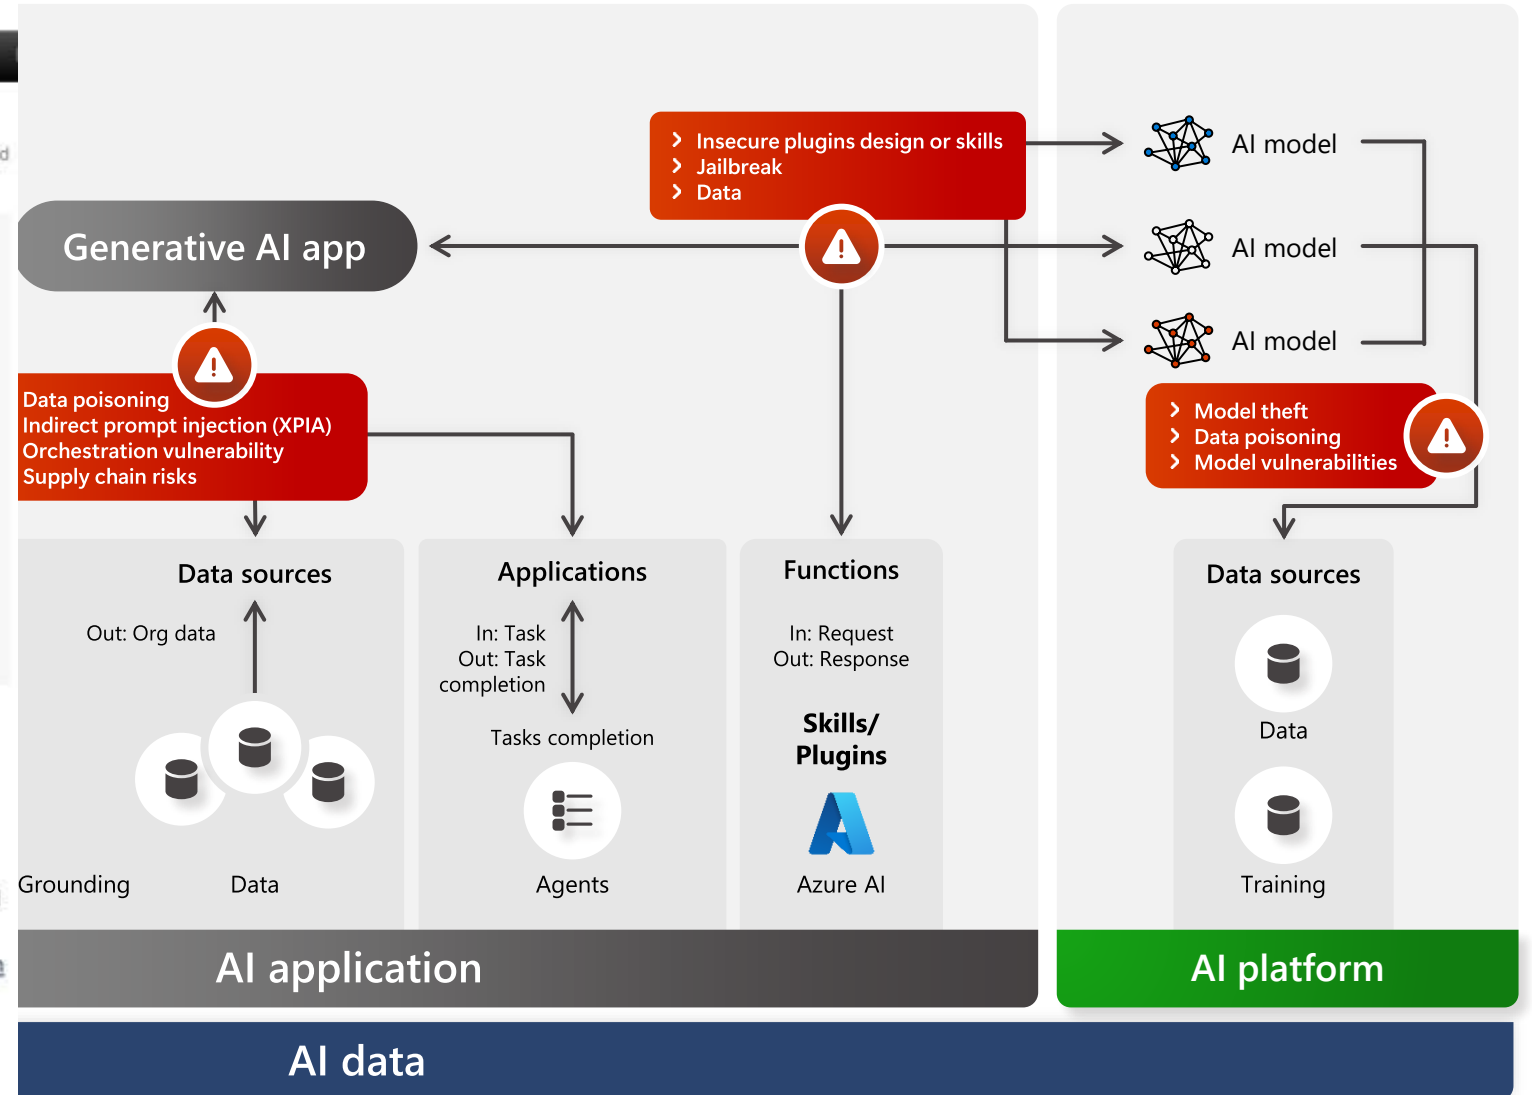 Insecure plugins design or skills
Jailbreak
Data
AI model
Generative AI app
AI model
AI model
Data poisoning
Indirect prompt injection (XPIA)
Orchestration vulnerability
Supply chain risks
Model theft
Data poisoning
Model vulnerabilities
Data sources
Out: Org data
Grounding
Data
Applications
In: Task
Out: Task
completion
Tasks completion
Agents
Functions
In: Request
Out: Response
Skills/
Plugins
Azure AI
Data sources
Data
Training
AI application
AI platform
AI data